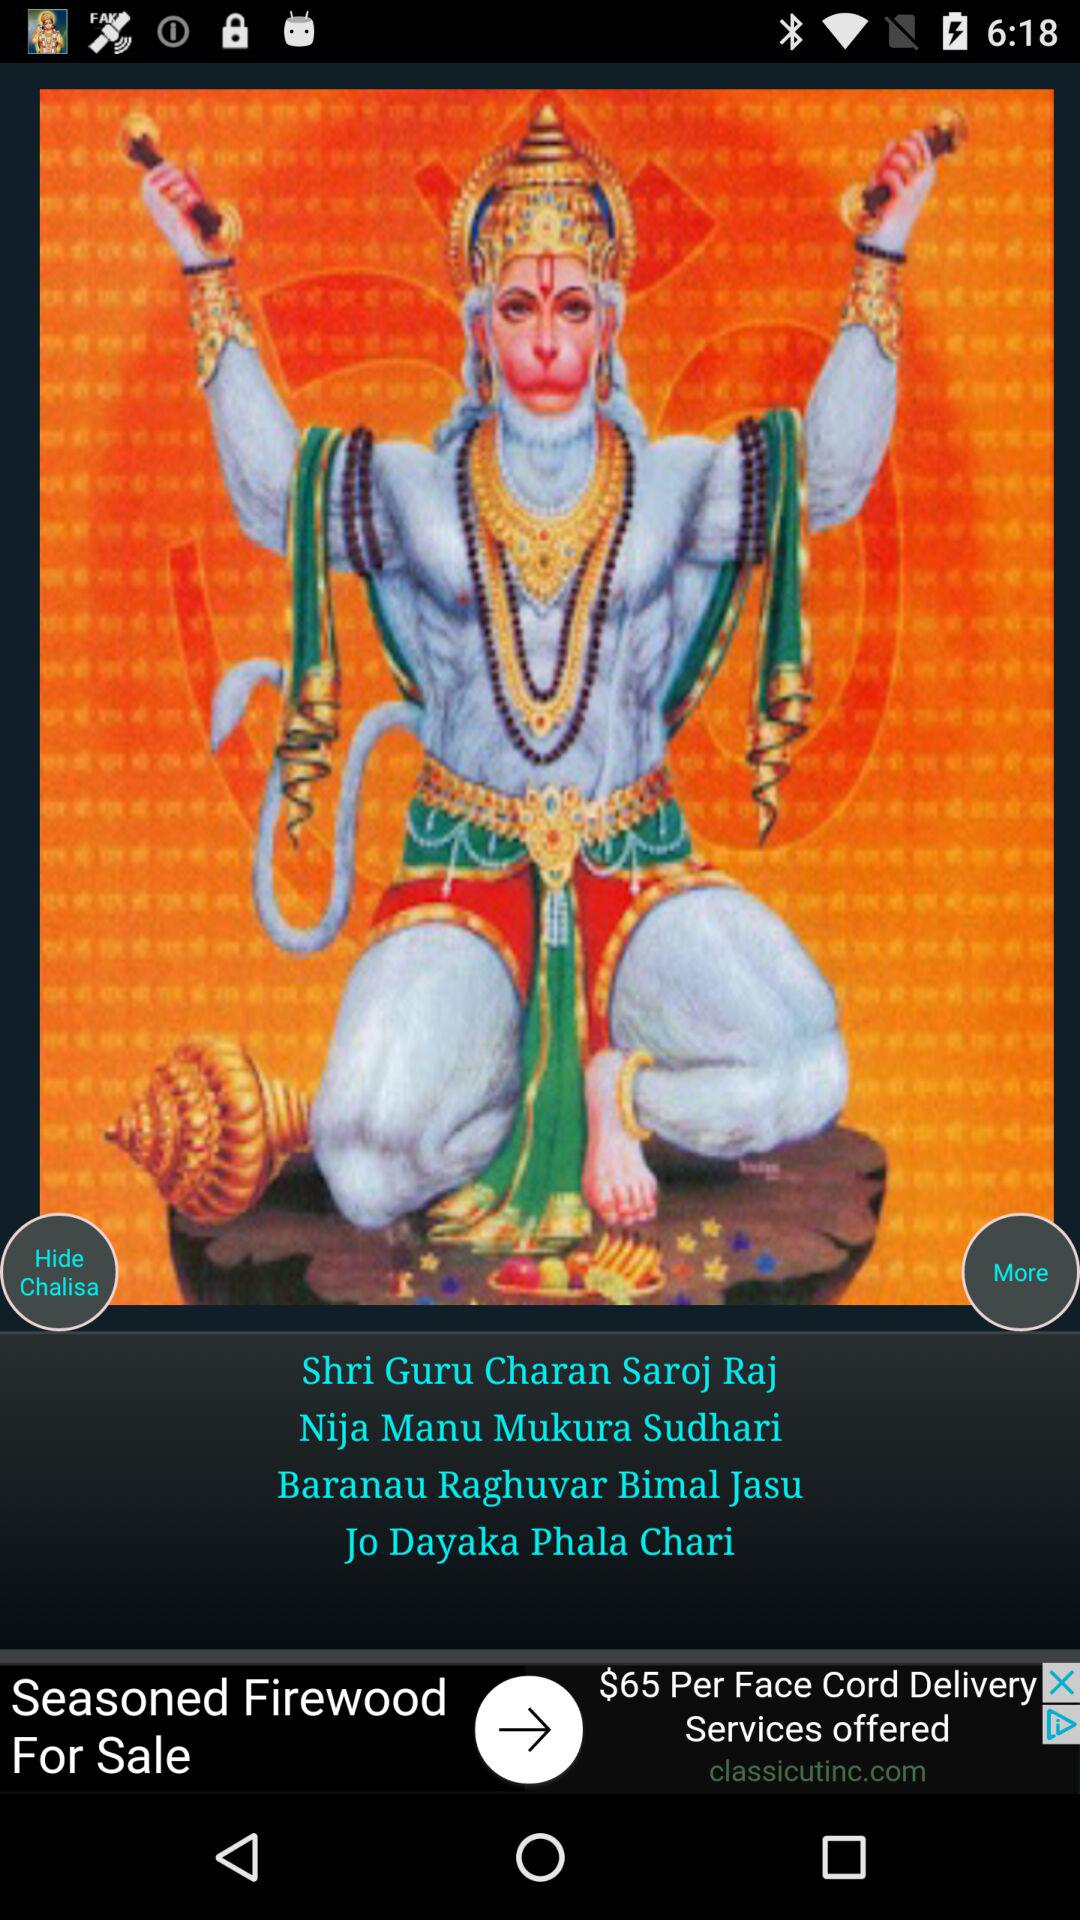 FAK
6:18
Hide
Chalisa
More
Shri Guru Charan Saroj Raj
Nija Manu Mukura Sudhari
Baranau Raghuvar Bimal Jasu
Jo Dayaka Phala Chari
Seasoned Firewood
For Sale
$65 Per Face Cord Delivery
Services offered
classicutinc.com